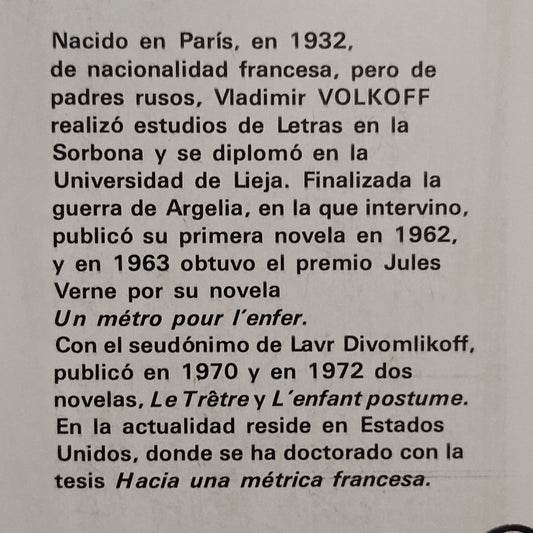 Nacido en París, en 1932,
de nacionalidad francesa, pero de
padres rusos, Vladimir VOLKOFF
realizó estudios de Letras en la
Sorbona y se diplomó en la
Universidad de Lieja. Finalizada la
guerra de Argelia, en la que intervino,
publicó su primera novela en 1962,
y en 1963 obtuvo el premio Jules
Verne por su novela
Un métro pour l'enfer.
Con el seudónimo de Lavr Divomlikoff,
publicó en 1970 y en 1972 dos
novelas, Le Trêtre y L'enfant postume.
En la actualidad reside en Estados
Unidos, donde se ha doctorado con la
tesis Hacia una métrica francesa.